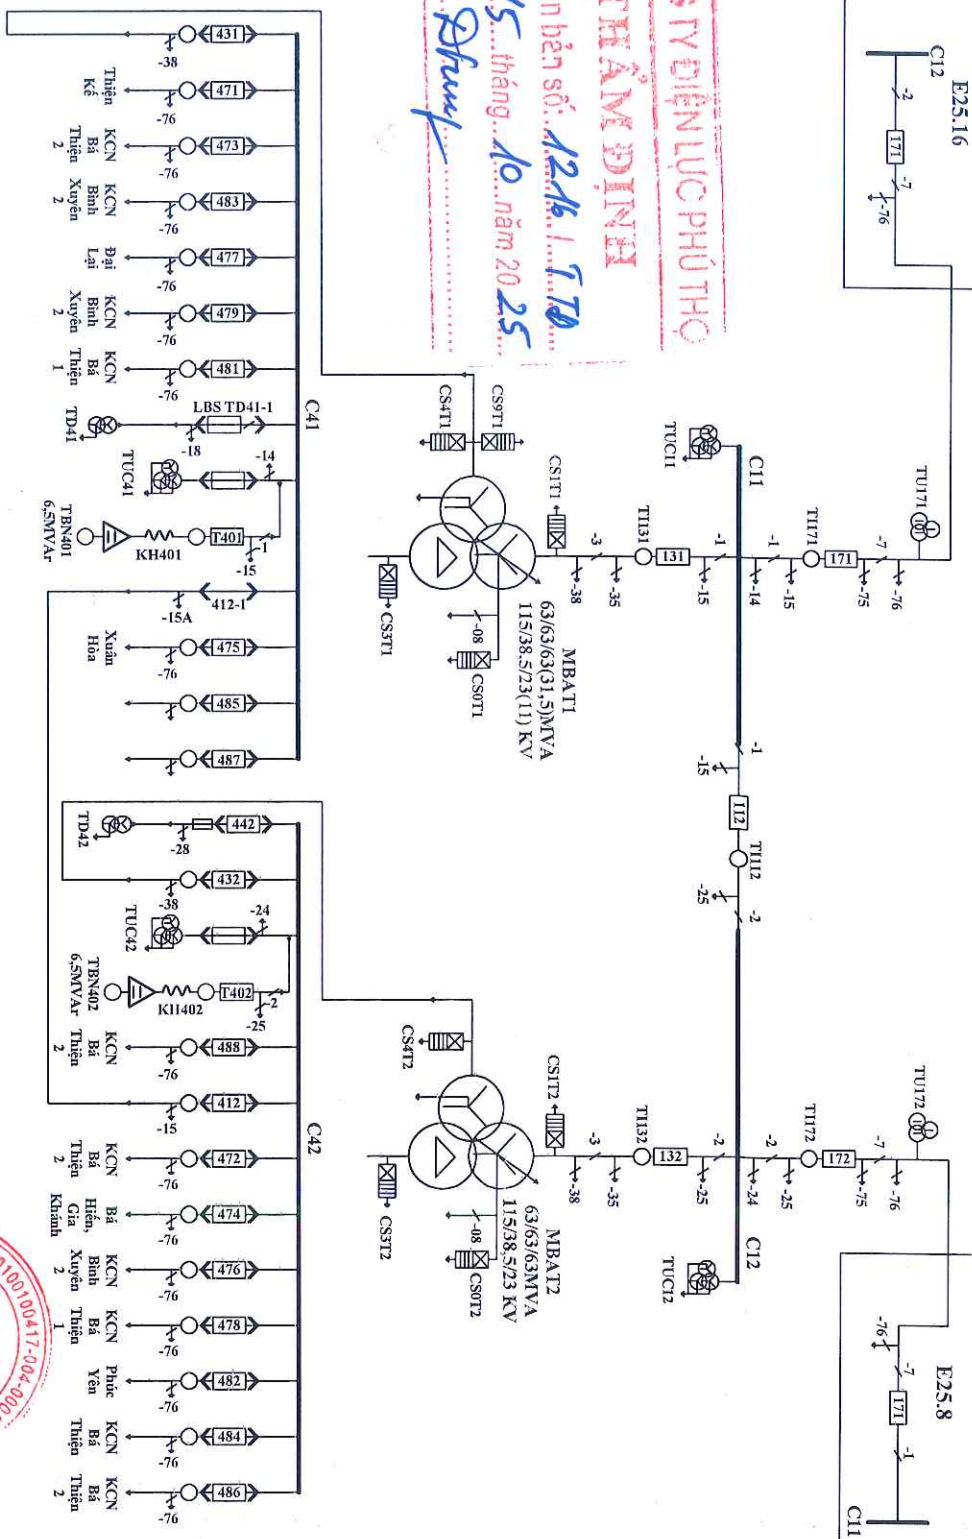 E25.16
C12
-2
171
-7
-76
E25.8
C11
-1
171
-7
-76
TY ĐIỆN LỰC PHÚ THỌ
THẨM ĐỊNH
n bản số: 1216 / TTĐ
15 tháng 10 năm 2025
TU171
-76
-7
-75
171
TI171
-15
-1
-14
C11
TUC11
-1
-15
131
TI131
-35
-3
-38
CS1T1
CS9T1
CS4T1
-08
CS0T1
CS3T1
MBAT1
63/63/63(31,5)MVA
115/38.5/23(11) KV
-1
-15
112
TI112
-25
-2
TU172
-76
-7
-75
172
TI172
-25
-2
-24
C12
TUC12
-2
-25
132
TI132
-35
-3
-38
CS1T2
CS4T2
-08
CS0T2
CS3T2
MBAT2
63/63/63MVA
115/38,5/23 KV
C41
431
-38
471
-76
Thiện Kế
473
-76
KCN Bá Thiện 2
483
-76
KCN Bình Xuyên 2
477
-76
Đại Lải
479
-76
KCN Bình Xuyên 2
481
-76
KCN Bá Thiện 1
LBS TD41-1
-18
TD41
-14
TUC41
-1
-15
T401
KH401
TBN401
6,5MVAr
412-1
-15A
475
-76
Xuân Hòa
485
487
C42
442
-28
TD42
432
-38
-24
TUC42
-2
-25
T402
KH402
TBN402
6,5MVAr
488
-76
KCN Bá Thiện 2
412
-15
472
-76
KCN Bá Thiện 2
474
-76
Bá Hiến, Gia Khánh
476
-76
KCN Bình Xuyên 2
478
-76
KCN Bá Thiện 1
482
-76
Phúc Yên
484
-76
KCN Bá Thiện
486
-76
KCN Bá Thiện 2
0100100417-004-000